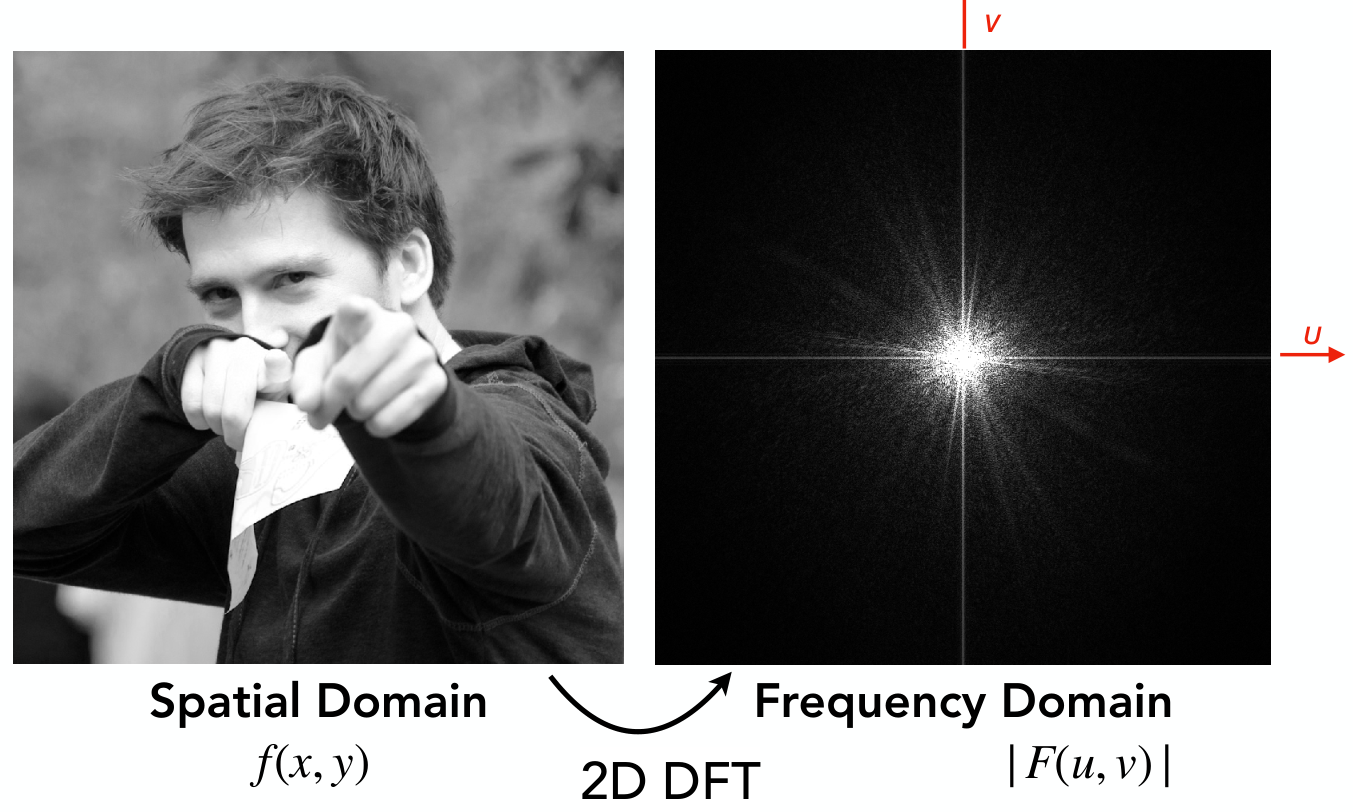 v
u
Spatial Domain
Frequency Domain
f(x, y)
2D DFT
|F(u, v)|